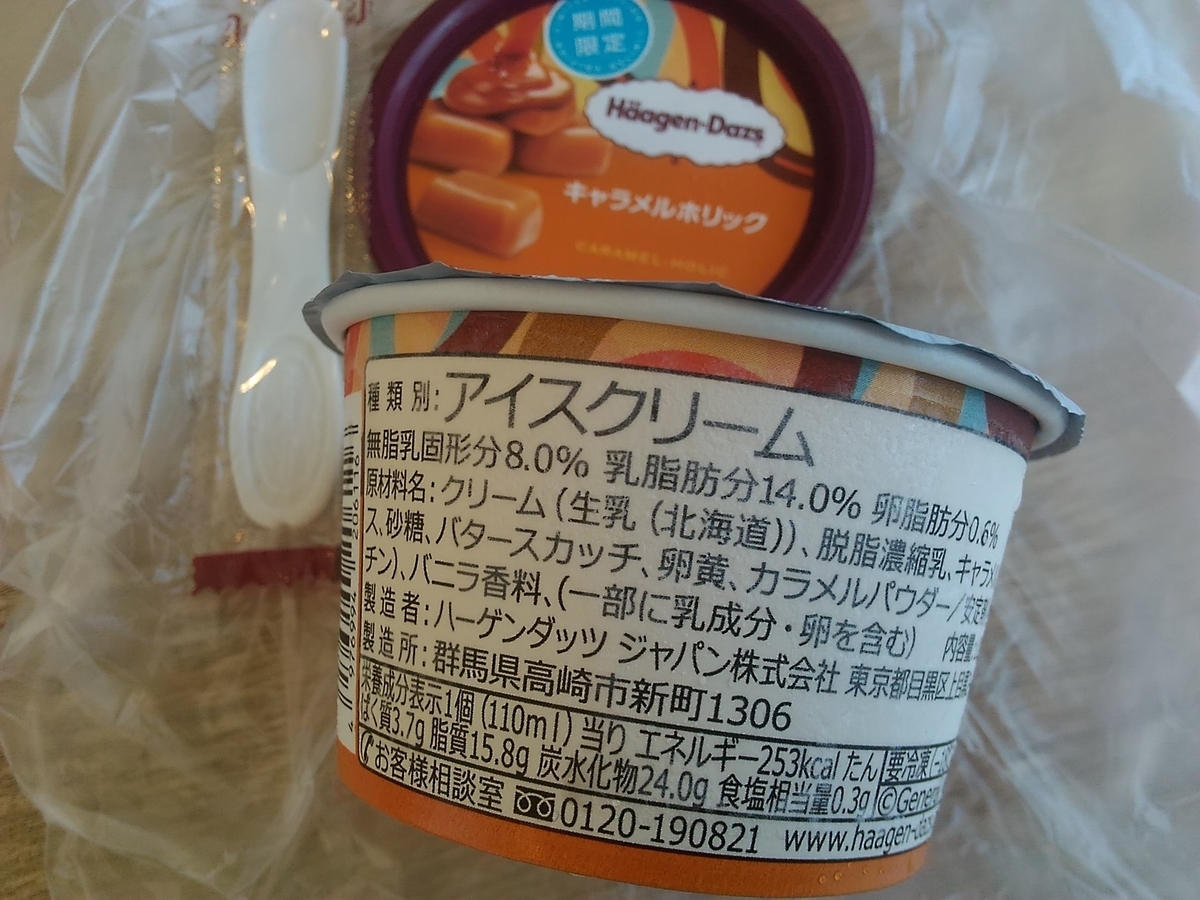 期間
限定
Häagen-Dazs
キャラメルホリック
CARAMEL-HOLIC
種類別:アイスクリーム
無脂乳固形分8.0% 乳脂肪分14.0% 卵脂肪分0.6%
原材料名:クリーム(生乳(北海道))、脱脂濃縮乳、キャラメ
ス、砂糖、バタースカッチ、卵黄、カラメルパウダー/安定
チン)、バニラ香料、(一部に乳成分・卵を含む) 内容量
製造者:ハーゲンダッツ ジャパン株式会社 東京都目黒区上目黒
製造所:群馬県高崎市新町1306
栄養成分表示1個(110ml)当り エネルギー253kcal たん
ぱく質3.7g 脂質15.8g 炭水化物24.0g 食塩相当量0.3g
要冷凍(-18
©Gener
お客様相談室 0120-190821 www.haagen-da